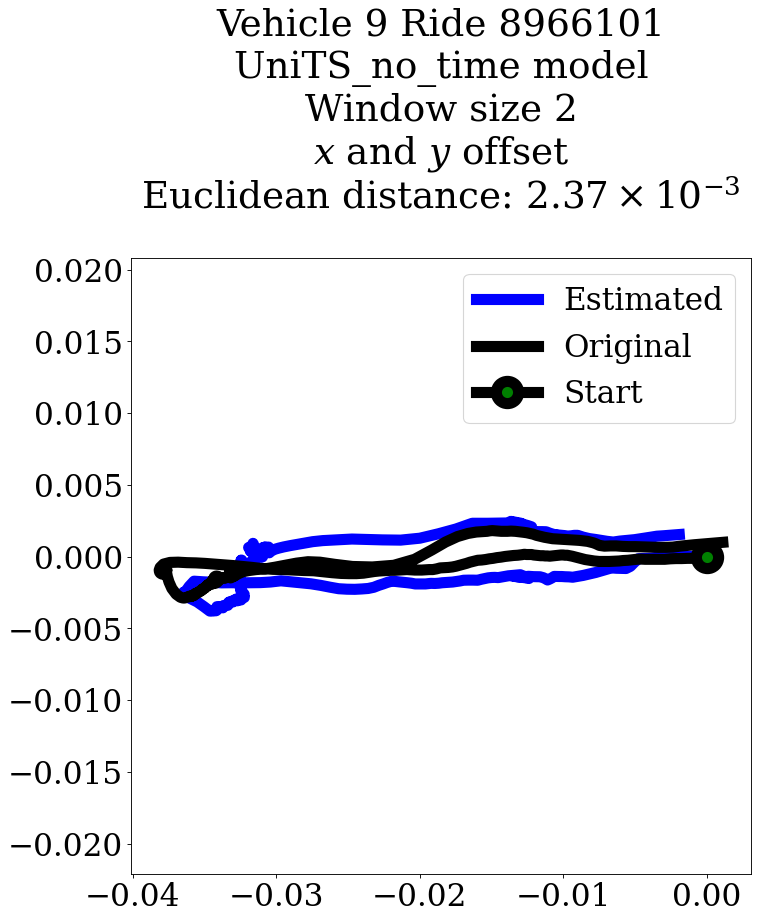 Vehicle 9 Ride 8966101
UniTS_no_time model
Window size 2
x and y offset
Euclidean distance: 2.37 × 10⁻³
Estimated
Original
Start
0.020
0.015
0.010
0.005
0.000
−0.005
−0.010
−0.015
−0.020
−0.04 −0.03 −0.02 −0.01 0.00